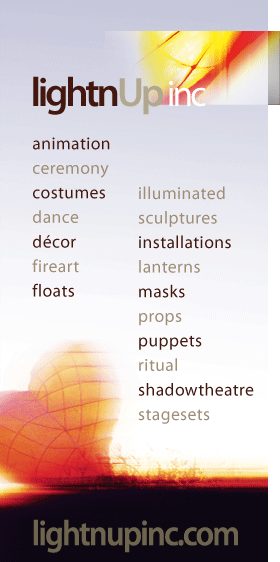 lightnUp inc
animation
ceremony
costumes
dance
décor
fireart
floats
illuminated
sculptures
installations
lanterns
masks
props
puppets
ritual
shadowtheatre
stagesets
lightnupinc.com